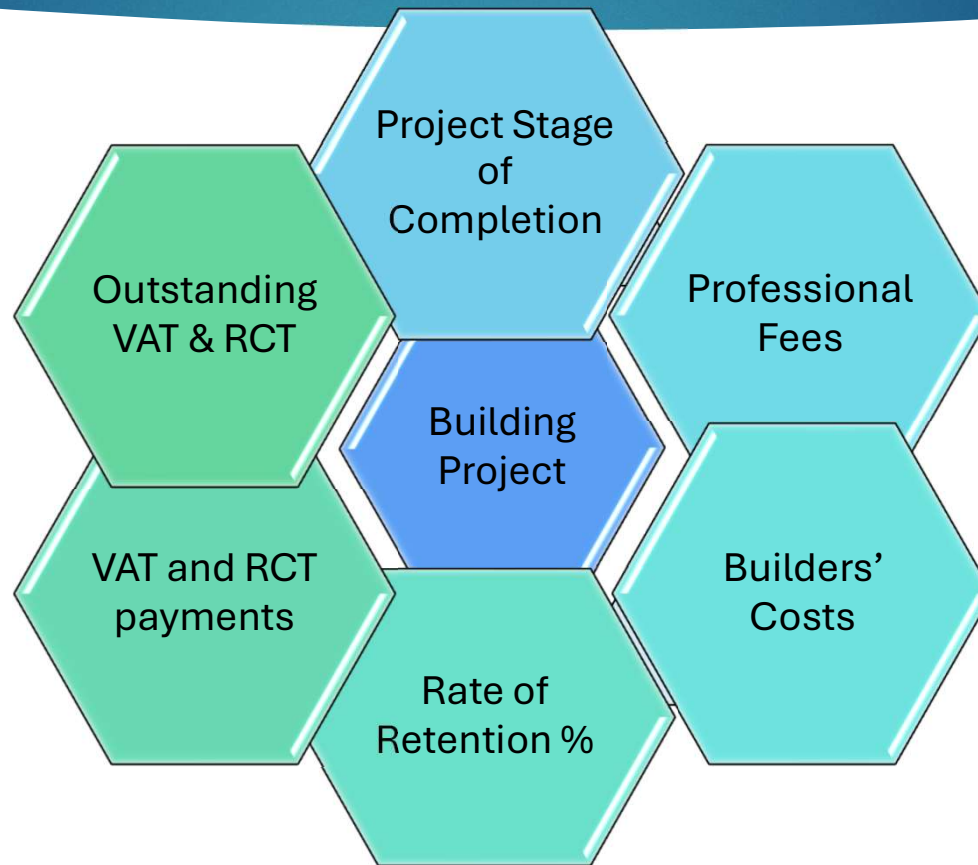 Project Stage
of
Completion
Outstanding
VAT & RCT
Professional
Fees
Building
Project
VAT and RCT
payments
Builders’
Costs
Rate of
Retention %